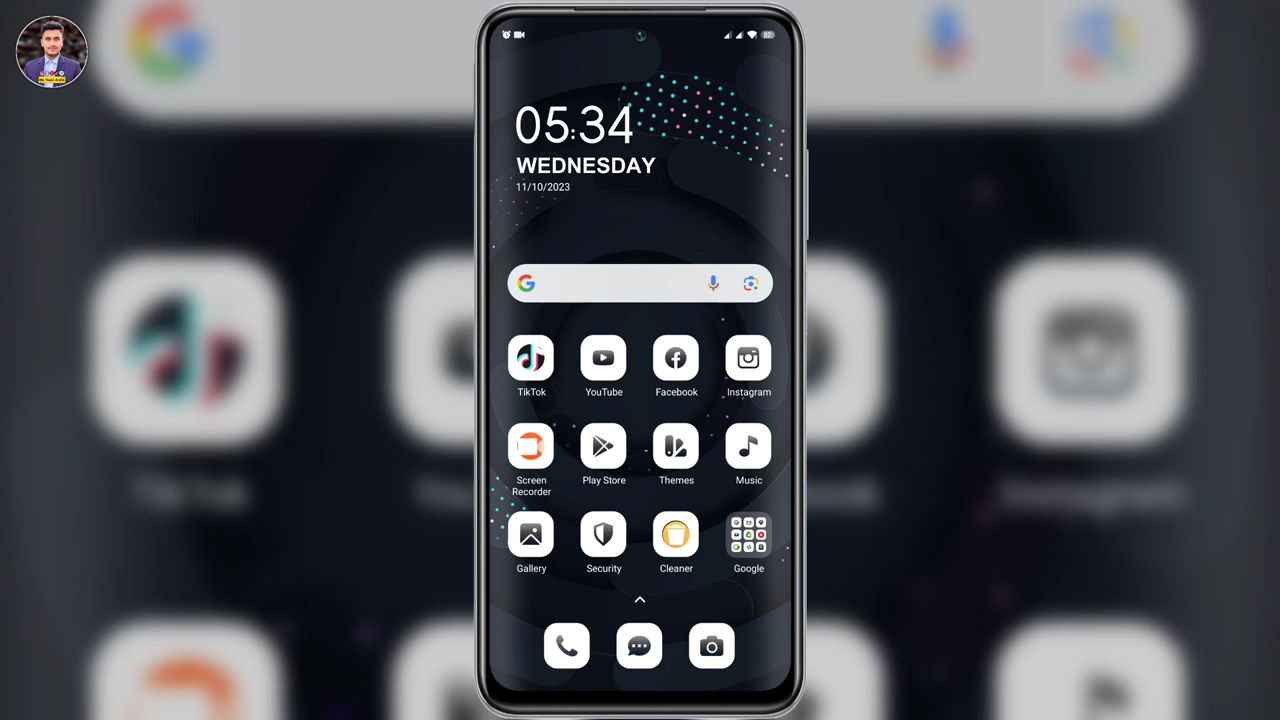 82
05:34
WEDNESDAY
11/10/2023
TikTok
YouTube
Facebook
Instagram
Screen
Recorder
Play Store
Themes
Music
Gallery
Security
Cleaner
Google